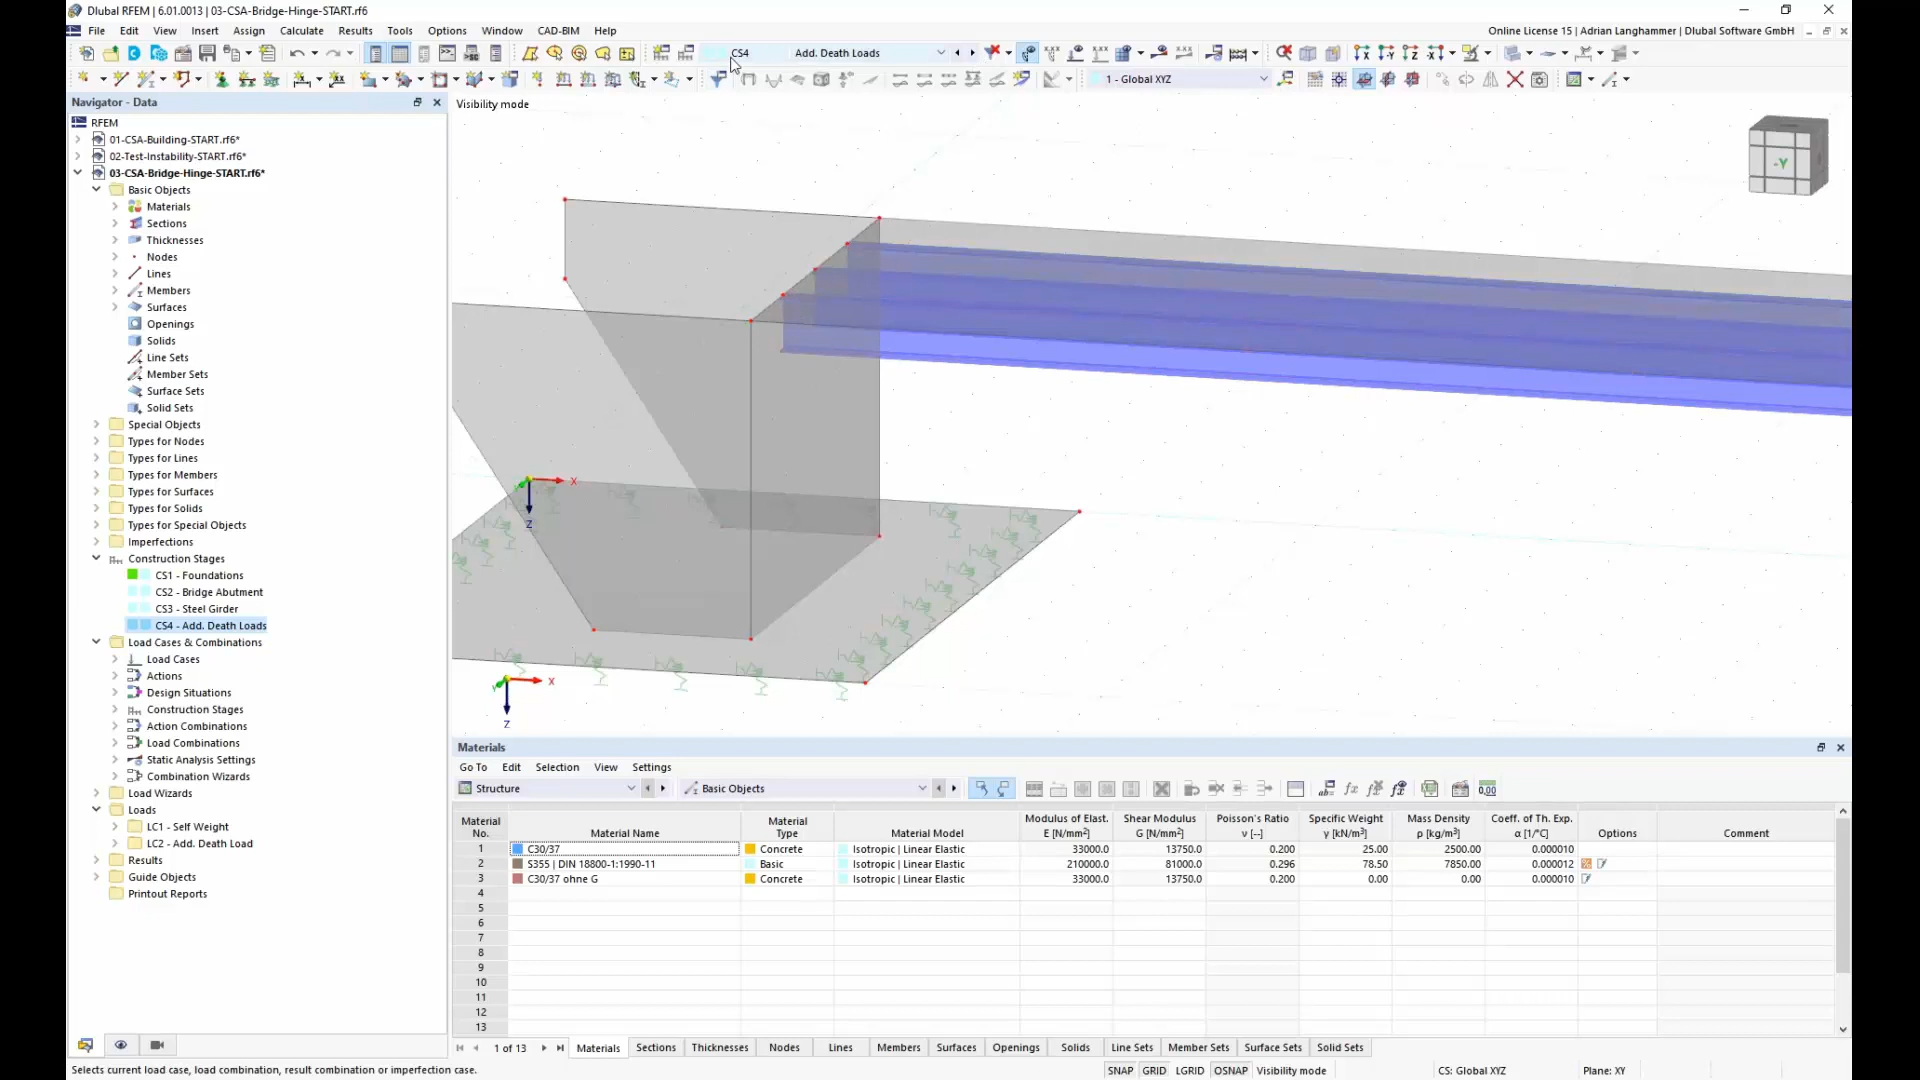 Dlubal RFEM | 6.01.0013 | 03-CSA-Bridge-Hinge-START.rf6*
File Edit View Insert Assign Calculate Results Tools Options Window CAD-BIM Help
Online License 15 | Adrian Langhammer | Dlubal Software GmbH
CS4 Add. Death Loads
1 - Global XYZ
Navigator - Data
RFEM
01-CSA-Building-START.rf6*
02-Test-Instability-START.rf6*
03-CSA-Bridge-Hinge-START.rf6*
Basic Objects
Materials
Sections
Thicknesses
Nodes
Lines
Members
Surfaces
Openings
Solids
Line Sets
Member Sets
Surface Sets
Solid Sets
Special Objects
Types for Nodes
Types for Lines
Types for Members
Types for Surfaces
Types for Solids
Types for Special Objects
Imperfections
Construction Stages
CS1 - Foundations
CS2 - Bridge Abutment
CS3 - Steel Girder
CS4 - Add. Death Loads
Load Cases & Combinations
Load Cases
Actions
Design Situations
Construction Stages
Action Combinations
Load Combinations
Static Analysis Settings
Combination Wizards
Load Wizards
Loads
LC1 - Self Weight
LC2 - Add. Death Load
Results
Guide Objects
Printout Reports
Visibility mode
-Y
X
Z
X
Y
Z
Materials
Go To Edit Selection View Settings
Structure Basic Objects
0,00
Material No. Material Name Material Type Material Model Modulus of Elast. E [N/mm²] Shear Modulus G [N/mm²] Poisson's Ratio ν [--] Specific Weight γ [kN/m³] Mass Density ρ [kg/m³] Coeff. of Th. Exp. α [1/°C] Options Comment
1 C30/37 Concrete Isotropic | Linear Elastic 33000.0 13750.0 0.200 25.00 2500.00 0.000010
2 S355 | DIN 18800-1:1990-11 Basic Isotropic | Linear Elastic 210000.0 81000.0 0.296 78.50 7850.00 0.000012
3 C30/37 ohne G Concrete Isotropic | Linear Elastic 33000.0 13750.0 0.200 0.00 0.00 0.000010
4
5
6
7
8
9
10
11
12
13
1 of 13 Materials Sections Thicknesses Nodes Lines Members Surfaces Openings Solids Line Sets Member Sets Surface Sets Solid Sets
Selects current load case, load combination, result combination or imperfection case.
SNAP GRID LGRID OSNAP Visibility mode CS: Global XYZ Plane: XY